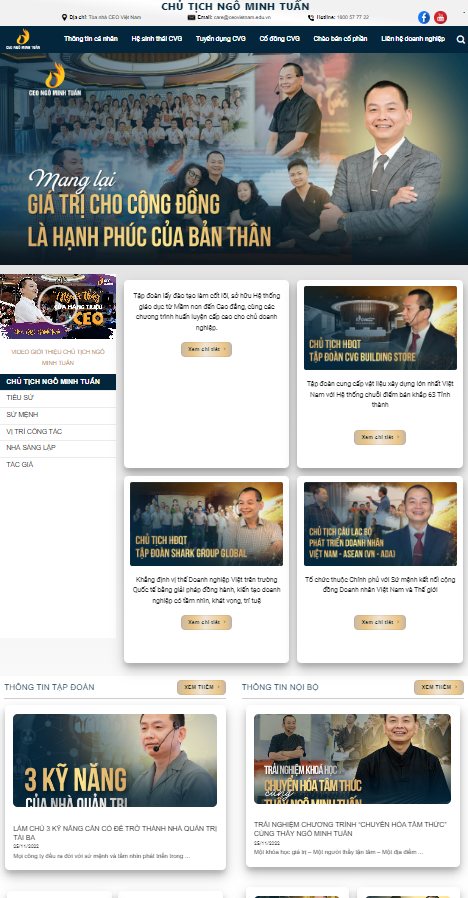 CHỦ TỊCH NGÔ MINH TUẤN
Địa chỉ: Tòa nhà CEO Việt Nam
Email: care@ceovietnam.edu.vn
Hotline: 1800 57 77 22
CEO NGÔ MINH TUẤN
Thông tin cá nhân
Hệ sinh thái CVG
Tuyển dụng CVG
Cổ đông CVG
Chào bán cổ phần
Liên hệ doanh nghiệp
CEO NGÔ MINH TUẤN
Mang lại
GIÁ TRỊ CHO CỘNG ĐỒNG
LÀ HẠNH PHÚC CỦA BẢN THÂN
CEO
VIDEO GIỚI THIỆU CHỦ TỊCH NGÔ
MINH TUẤN
CHỦ TỊCH NGÔ MINH TUẤN
TIỂU SỬ
SỨ MỆNH
VỊ TRÍ CÔNG TÁC
NHÀ SÁNG LẬP
TÁC GIẢ
Tập đoàn lấy đào tạo làm cốt lõi, sở hữu Hệ thống
giáo dục từ Mầm non đến Cao đẳng, cùng các
chương trình huấn luyện cấp cao cho chủ doanh
nghiệp.
Xem chi tiết
CHỦ TỊCH HĐQT
TẬP ĐOÀN CVG BUILDING STORE
Tập đoàn cung cấp vật liệu xây dựng lớn nhất Việt
Nam với Hệ thống chuỗi điểm bán khắp 63 Tỉnh
thành
Xem chi tiết
CHỦ TỊCH HĐQT
TẬP ĐOÀN SHARK GROUP GLOBAL
Khẳng định vị thế Doanh nghiệp Việt trên trường
Quốc tế bằng giải pháp đồng hành, kiến tạo doanh
nghiệp có tầm nhìn, khát vọng, trí tuệ
Xem chi tiết
CHỦ TỊCH CÂU LẠC BỘ
PHÁT TRIỂN DOANH NHÂN
VIỆT NAM - ASEAN (VN - ADA)
Tổ chức thuộc Chính phủ với Sứ mệnh kết nối cộng
đồng Doanh nhân Việt Nam và Thế giới
Xem chi tiết
THÔNG TIN TẬP ĐOÀN
XEM THÊM
THÔNG TIN NỘI BỘ
XEM THÊM
3 KỸ NĂNG
CỦA NHÀ QUẢN TRỊ
LÀM CHỦ 3 KỸ NĂNG CẦN CÓ ĐỂ TRỞ THÀNH NHÀ QUẢN TRỊ
TÀI BA
25/11/2022
Mọi công ty đều ra đời với sứ mệnh và tầm nhìn phát triển trong ...
TRẢI NGHIỆM KHOÁ HỌC
CHUYỂN HÓA TÂM THỨC
cùng
THẦY NGÔ MINH TUẤN
TRẢI NGHIỆM CHƯƠNG TRÌNH "CHUYỂN HÓA TÂM THỨC"
CÙNG THẦY NGÔ MINH TUẤN
25/11/2022
Một khóa học giá trị – Một người thầy tận tâm – Một địa điểm ...